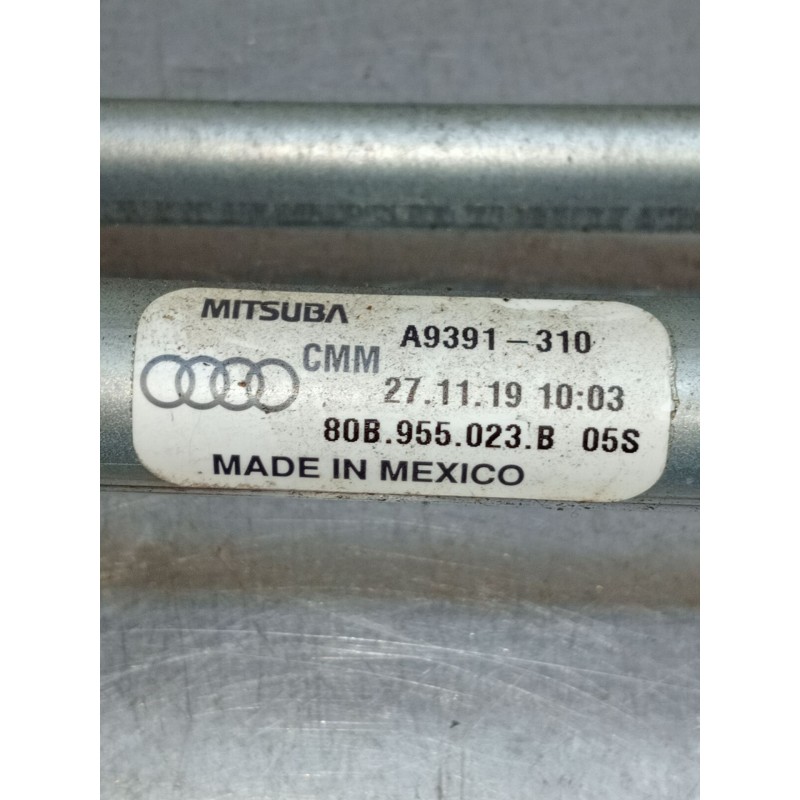 MITSUBA
A9391-310
CMM
27.11.19 10:03
80B.955.023.B 05S
MADE IN MEXICO